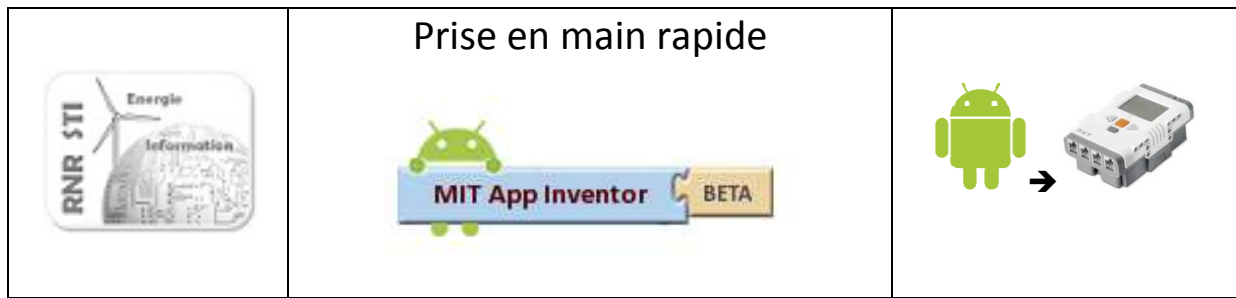 RNR STI
Energie
Information
Prise en main rapide
MIT App Inventor
BETA